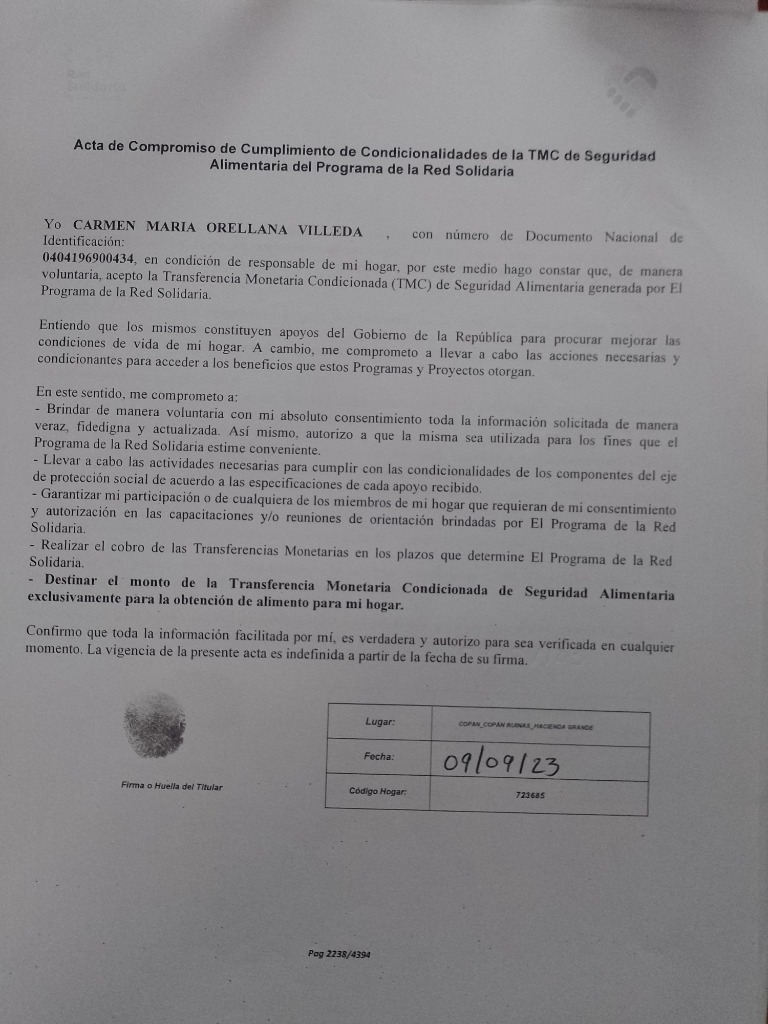 Red
Solidaria
Acta de Compromiso de Cumplimiento de Condicionalidades de la TMC de Seguridad
Alimentaria del Programa de la Red Solidaria
Yo CARMEN MARIA ORELLANA VILLEDA , con número de Documento Nacional de
Identificación:
0404196900434, en condición de responsable de mi hogar, por este medio hago constar que, de manera
voluntaria, acepto la Transferencia Monetaria Condicionada (TMC) de Seguridad Alimentaria generada por El
Programa de la Red Solidaria.
Entiendo que los mismos constituyen apoyos del Gobierno de la República para procurar mejorar las
condiciones de vida de mi hogar. A cambio, me comprometo a llevar a cabo las acciones necesarias y
condicionantes para acceder a los beneficios que estos Programas y Proyectos otorgan.
En este sentido, me comprometo a:
- Brindar de manera voluntaria con mi absoluto consentimiento toda la información solicitada de manera
veraz, fidedigna y actualizada. Así mismo, autorizo a que la misma sea utilizada para los fines que el
Programa de la Red Solidaria estime conveniente.
- Llevar a cabo las actividades necesarias para cumplir con las condicionalidades de los componentes del eje
de protección social de acuerdo a las especificaciones de cada apoyo recibido.
- Garantizar mi participación o de cualquiera de los miembros de mi hogar que requieran de mi consentimiento
y autorización en las capacitaciones y/o reuniones de orientación brindadas por El Programa de la Red
Solidaria.
- Realizar el cobro de las Transferencias Monetarias en los plazos que determine El Programa de la Red
Solidaria.
- Destinar el monto de la Transferencia Monetaria Condicionada de Seguridad Alimentaria
exclusivamente para la obtención de alimento para mi hogar.
Confirmo que toda la información facilitada por mí, es verdadera y autorizo para sea verificada en cualquier
momento. La vigencia de la presente acta es indefinida a partir de la fecha de su firma.
Firma o Huella del Titular
Lugar: COPAN_COPÁN RUINAS_HACIENDA GRANDE
Fecha: 09/09/23
Código Hogar: 723685
Pag 2238/4394